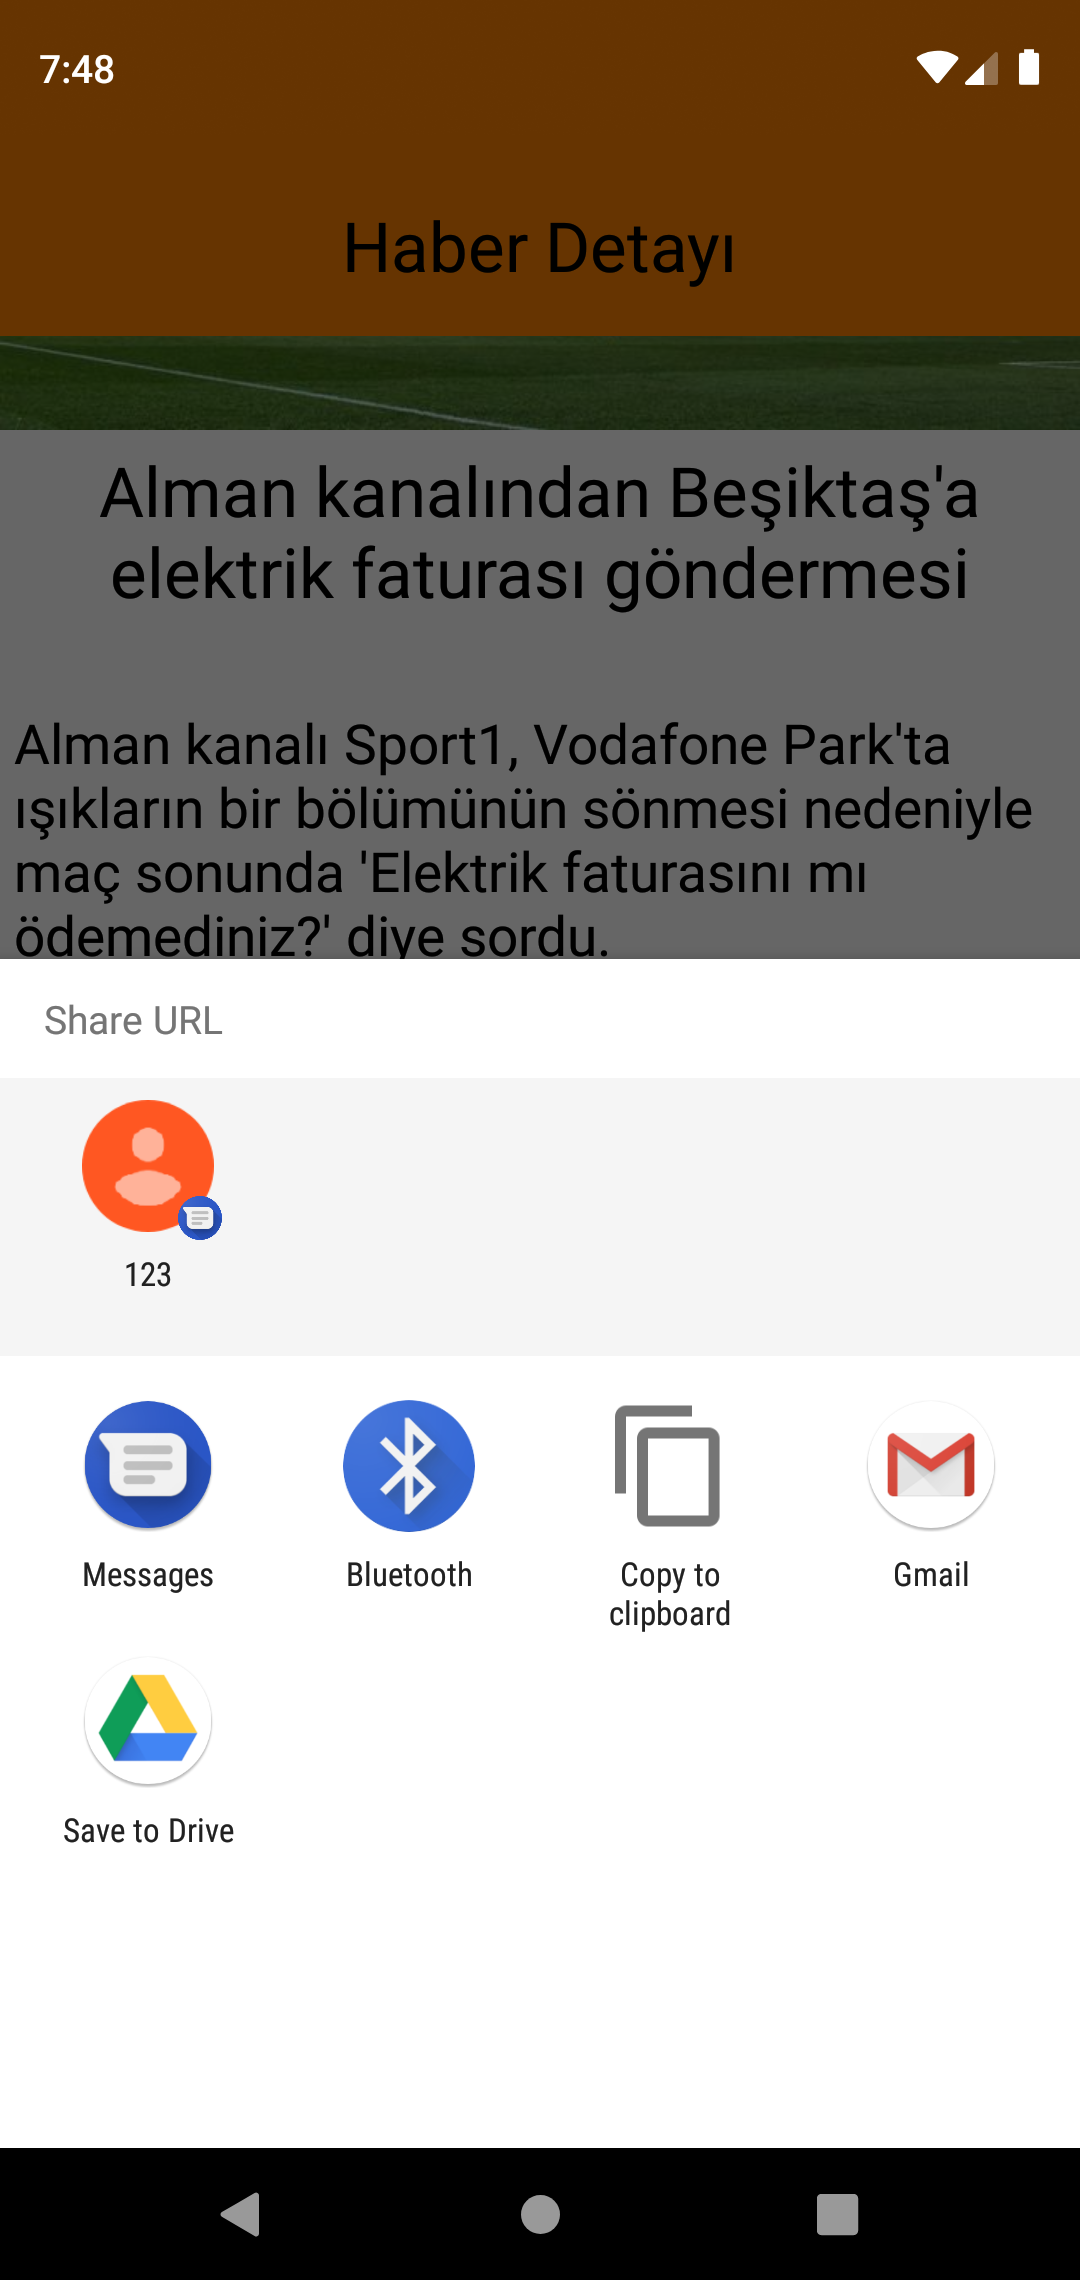 7:48
Haber Detayı
Alman kanalından Beşiktaş'a
elektrik faturası göndermesi
Alman kanalı Sport1, Vodafone Park'ta
ışıkların bir bölümünün sönmesi nedeniyle
maç sonunda 'Elektrik faturasını mı
ödemediniz?' diye sordu.
Share URL
123
Messages
Bluetooth
Copy to
clipboard
Gmail
Save to Drive